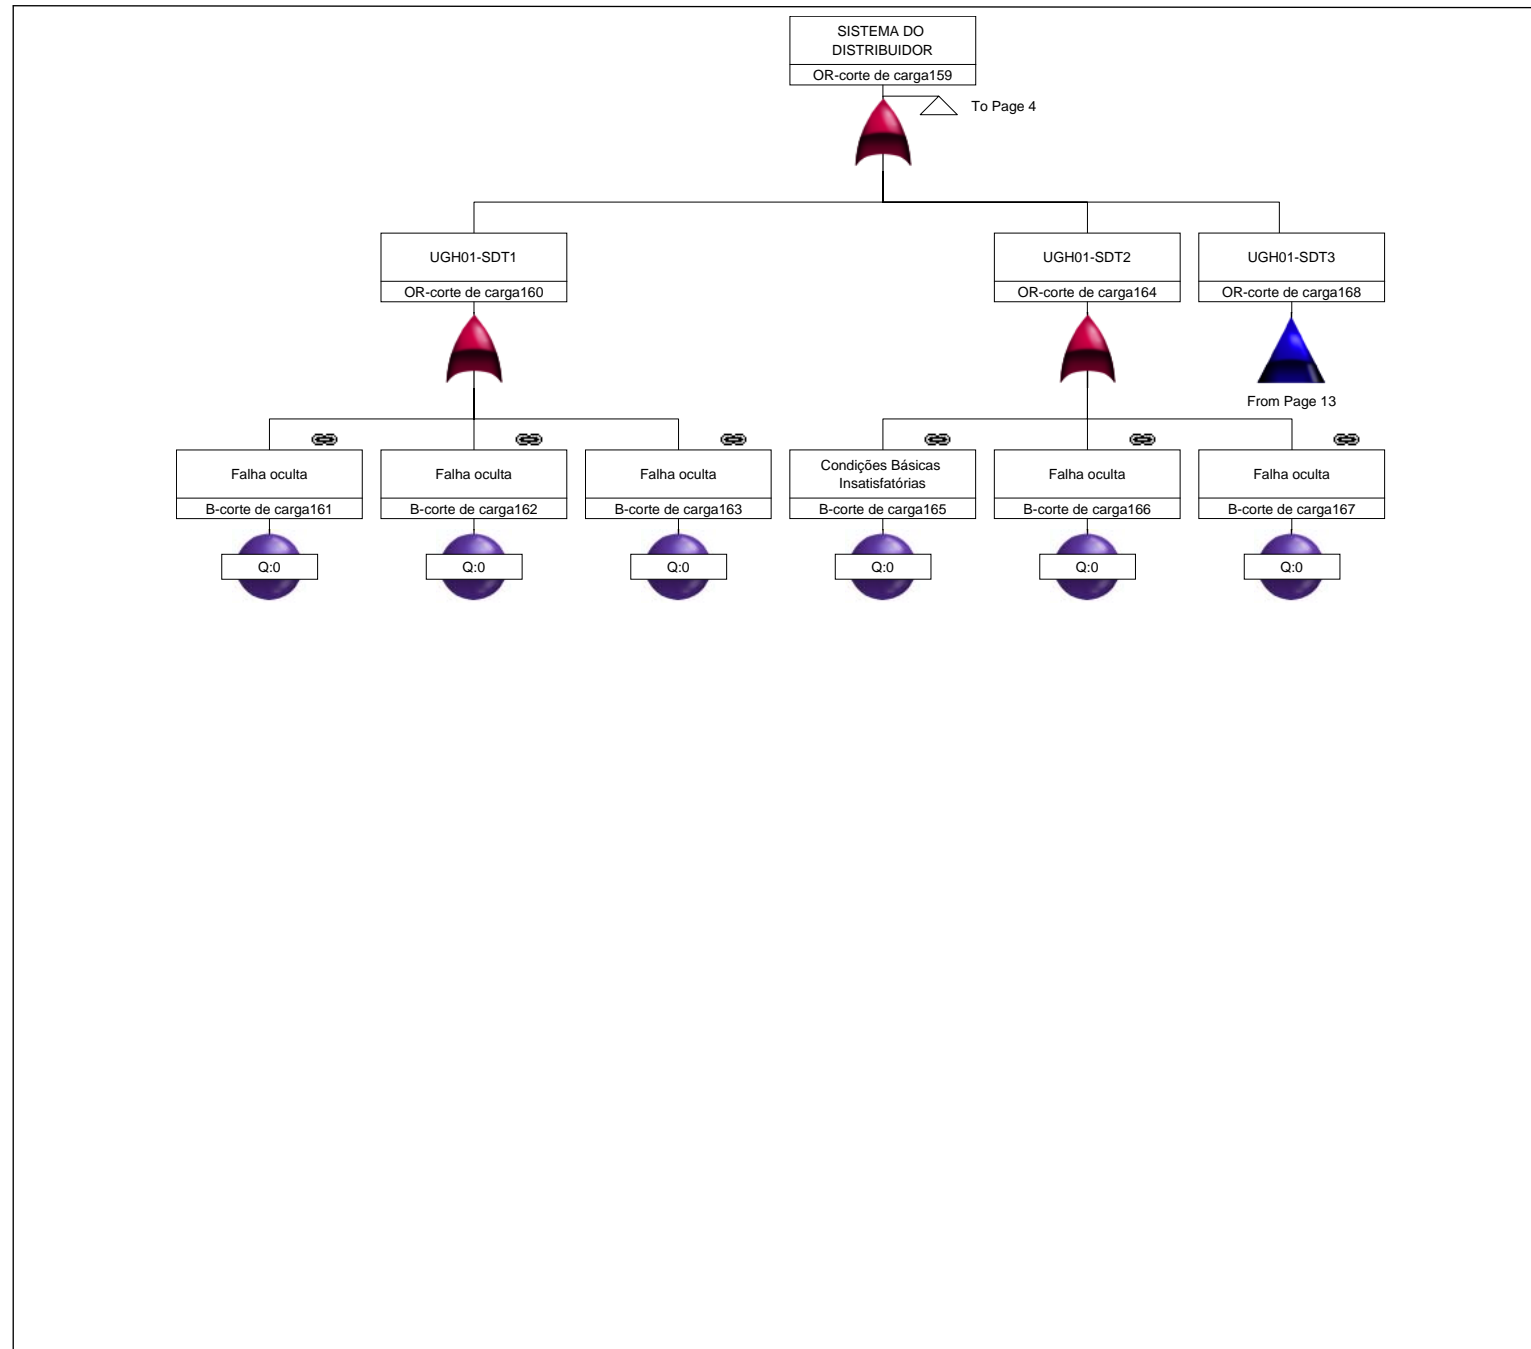 SISTEMA DO
DISTRIBUIDOR
OR-corte de carga159
To Page 4
UGH01-SDT1
OR-corte de carga160
UGH01-SDT2
OR-corte de carga164
UGH01-SDT3
OR-corte de carga168
From Page 13
Falha oculta
B-corte de carga161
Q:0
Falha oculta
B-corte de carga162
Q:0
Falha oculta
B-corte de carga163
Q:0
Condições Básicas
Insatisfatórias
B-corte de carga165
Q:0
Falha oculta
B-corte de carga166
Q:0
Falha oculta
B-corte de carga167
Q:0